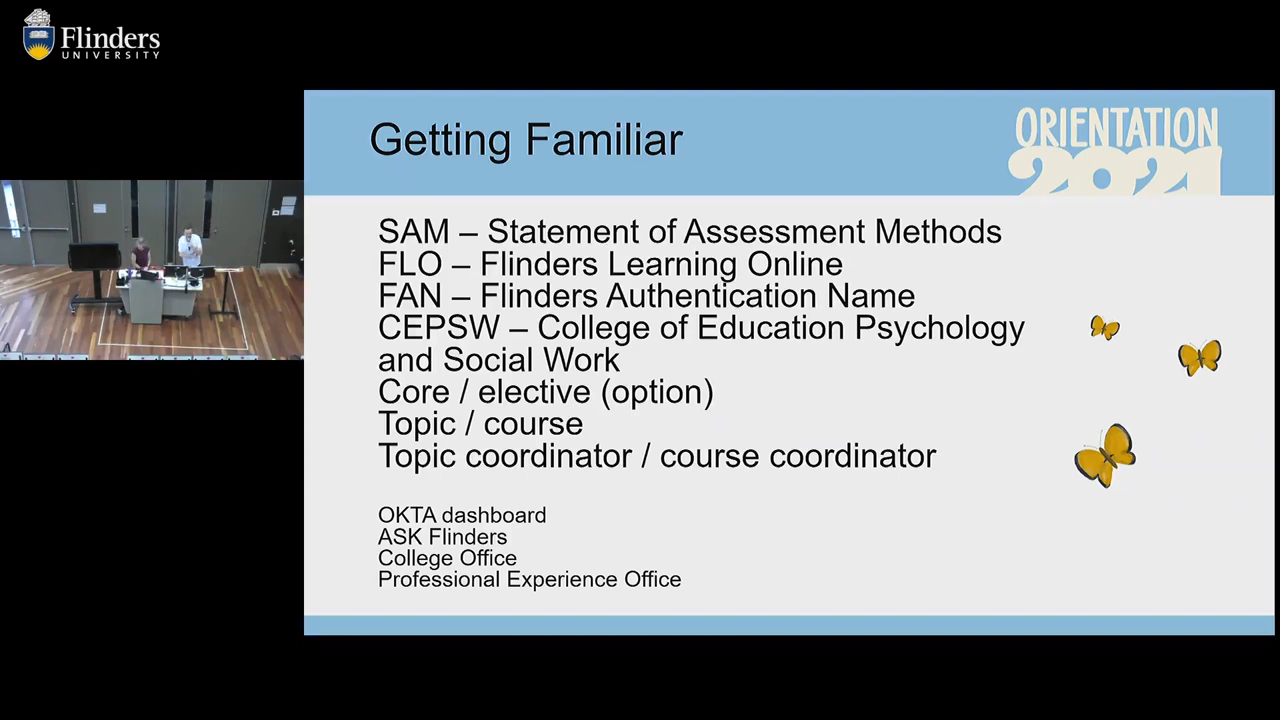 Flinders
UNIVERSITY
Getting Familiar
ORIENTATION
2021
SAM – Statement of Assessment Methods
FLO – Flinders Learning Online
FAN – Flinders Authentication Name
CEPSW – College of Education Psychology
and Social Work
Core / elective (option)
Topic / course
Topic coordinator / course coordinator
OKTA dashboard
ASK Flinders
College Office
Professional Experience Office